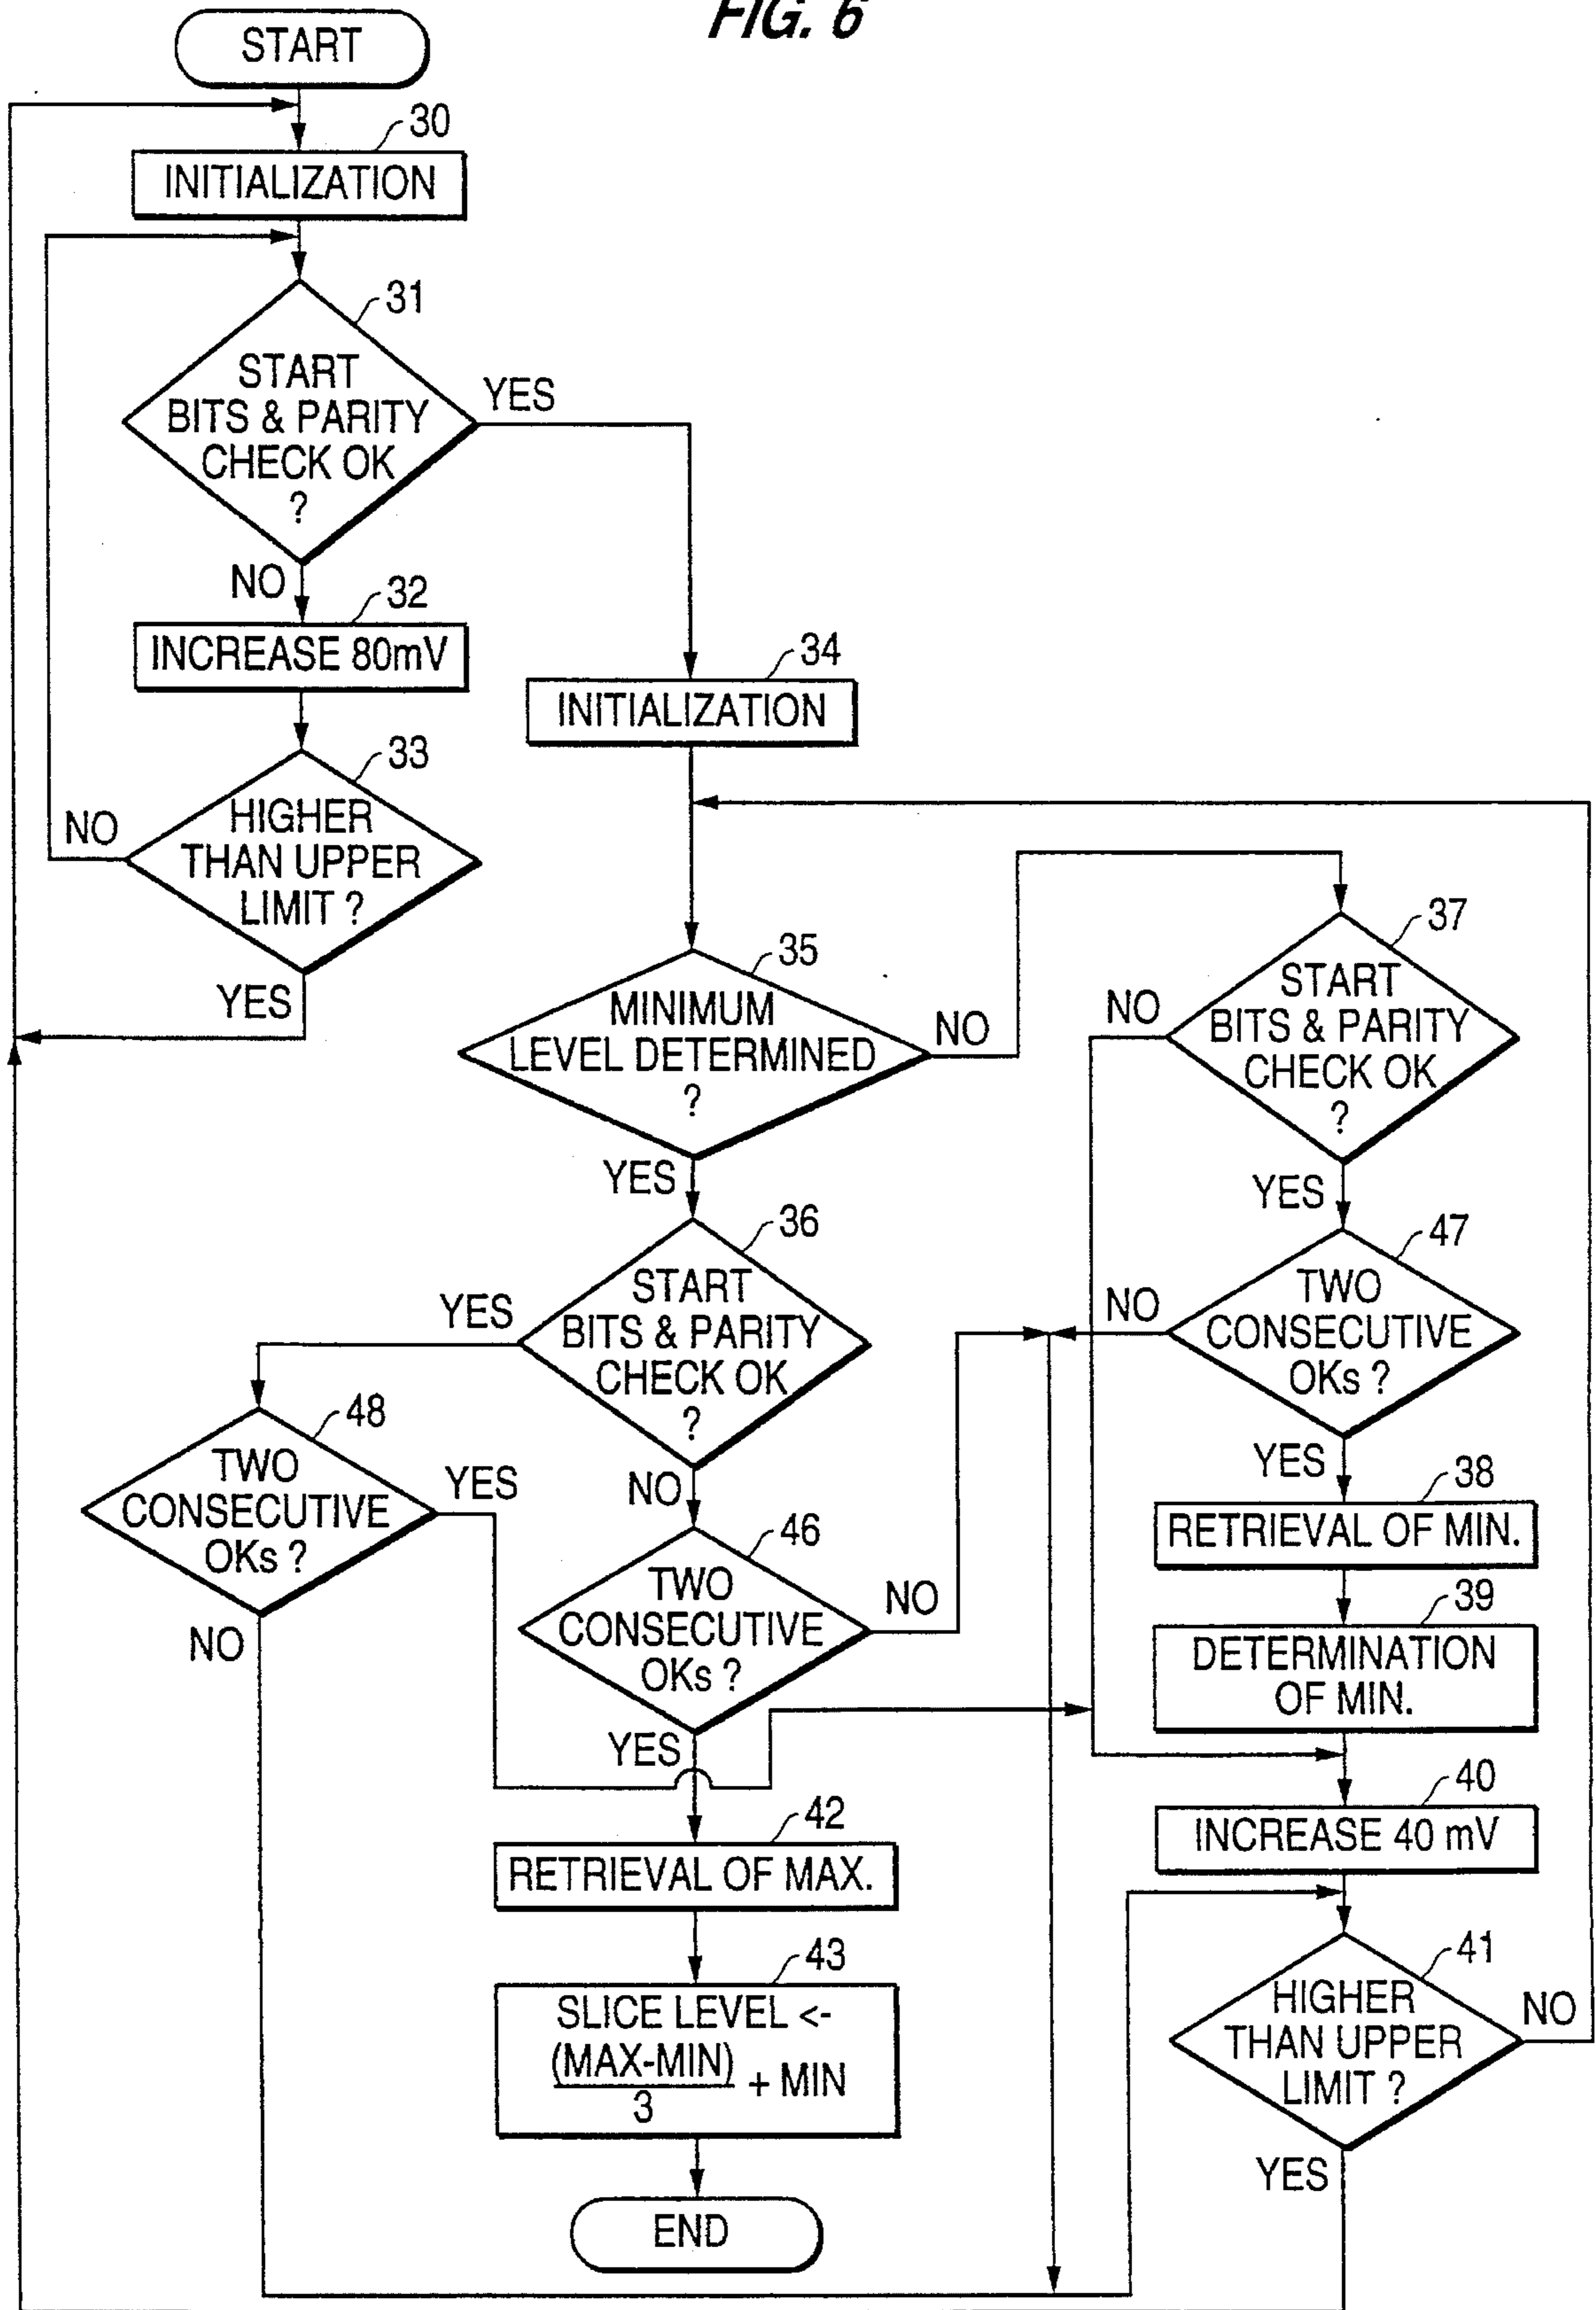 FIG. 6
START
30
INITIALIZATION
31
START
BITS & PARITY
CHECK OK
?
YES
NO
32
INCREASE 80mV
33
HIGHER
THAN UPPER
LIMIT ?
NO
YES
34
INITIALIZATION
35
MINIMUM
LEVEL DETERMINED
?
NO
YES
37
START
BITS & PARITY
CHECK OK
?
NO
YES
36
START
BITS & PARITY
CHECK OK
?
YES
NO
47
TWO
CONSECUTIVE
OKs ?
NO
YES
48
TWO
CONSECUTIVE
OKs ?
YES
NO
46
TWO
CONSECUTIVE
OKs ?
NO
YES
38
RETRIEVAL OF MIN.
39
DETERMINATION
OF MIN.
40
INCREASE 40 mV
42
RETRIEVAL OF MAX.
43
SLICE LEVEL <-
(MAX-MIN)
3
+ MIN
41
HIGHER
THAN UPPER
LIMIT ?
NO
YES
END